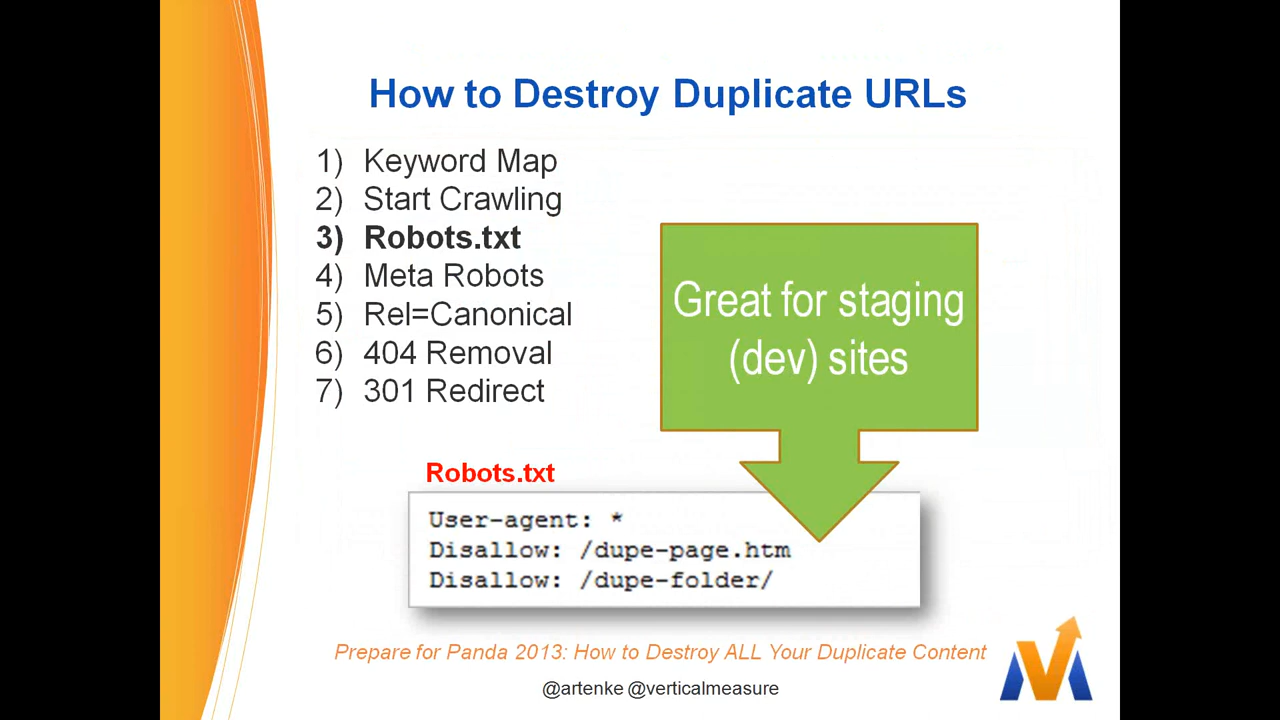 How to Destroy Duplicate URLs
1) Keyword Map
2) Start Crawling
3) Robots.txt
4) Meta Robots
5) Rel=Canonical
6) 404 Removal
7) 301 Redirect
Great for staging
(dev) sites
Robots.txt
User-agent: *
Disallow: /dupe-page.htm
Disallow: /dupe-folder/
Prepare for Panda 2013: How to Destroy ALL Your Duplicate Content
@artenke @verticalmeasure